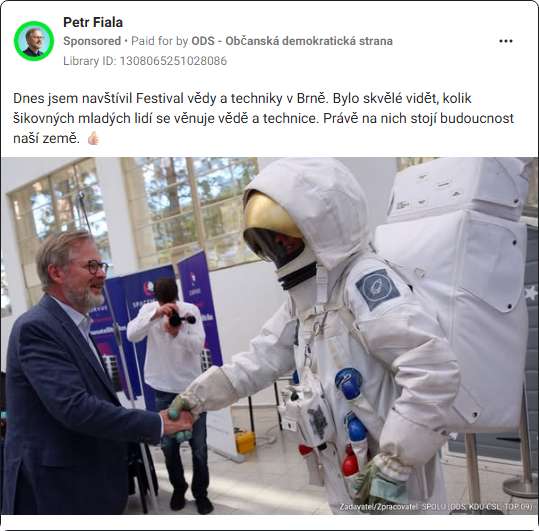 Petr Fiala
Sponsored • Paid for by ODS - Občanská demokratická strana
Library ID: 1308065251028086
Dnes jsem navštívil Festival vědy a techniky v Brně. Bylo skvělé vidět, kolik
šikovných mladých lidí se věnuje vědě a technice. Právě na nich stojí budoucnost
naší země. 👍🏻
Zadavatel/Zpracovatel: SPOLU (ODS, KDU-ČSL, TOP 09)